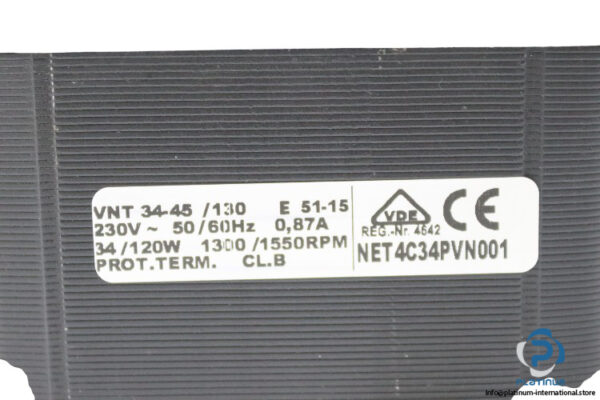 VNT 34-45 /130 E 51-15
230V ~ 50/60Hz 0,87A
34/120W 1300/1550RPM
PROT.TERM. CL.B
VDE CE
REG.-Nr. 4642
NET4C34PVN001
PLATINUM
info@platinum-international.store